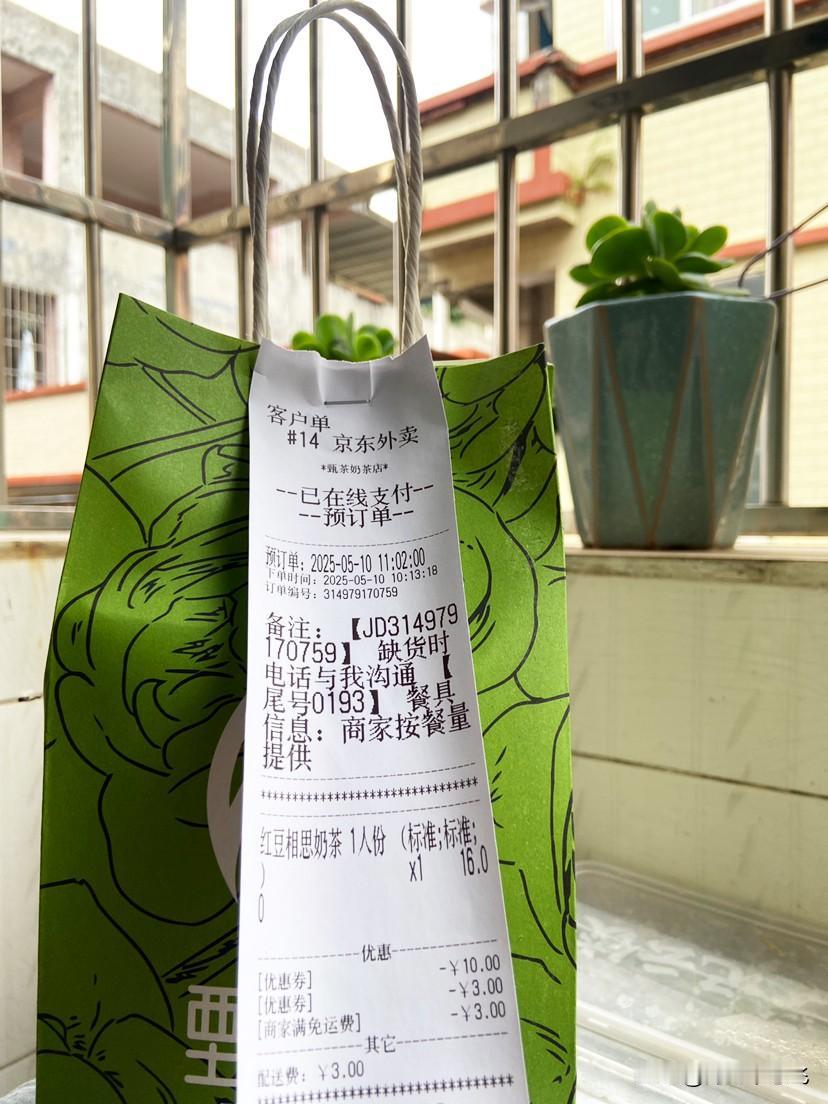 客户单
#14 京东外卖
*甄茶奶茶店*
--已在线支付--
--预订单--
预订单: 2025-05-10 11:02:00
下单时间: 2025-05-10 10:13:18
订单编号: 314979170759
备注: 【JD314979
170759】 缺货时
电话与我沟通 【
尾号0193】 餐具
信息: 商家按餐量
提供
********************************
红豆相思奶茶 1人份 (标准;标准;
) x1 16.0
0
优惠
[优惠券] -￥10.00
[优惠券] -￥3.00
[商家满免运费] -￥3.00
其它
配送费: ￥3.00
********************************